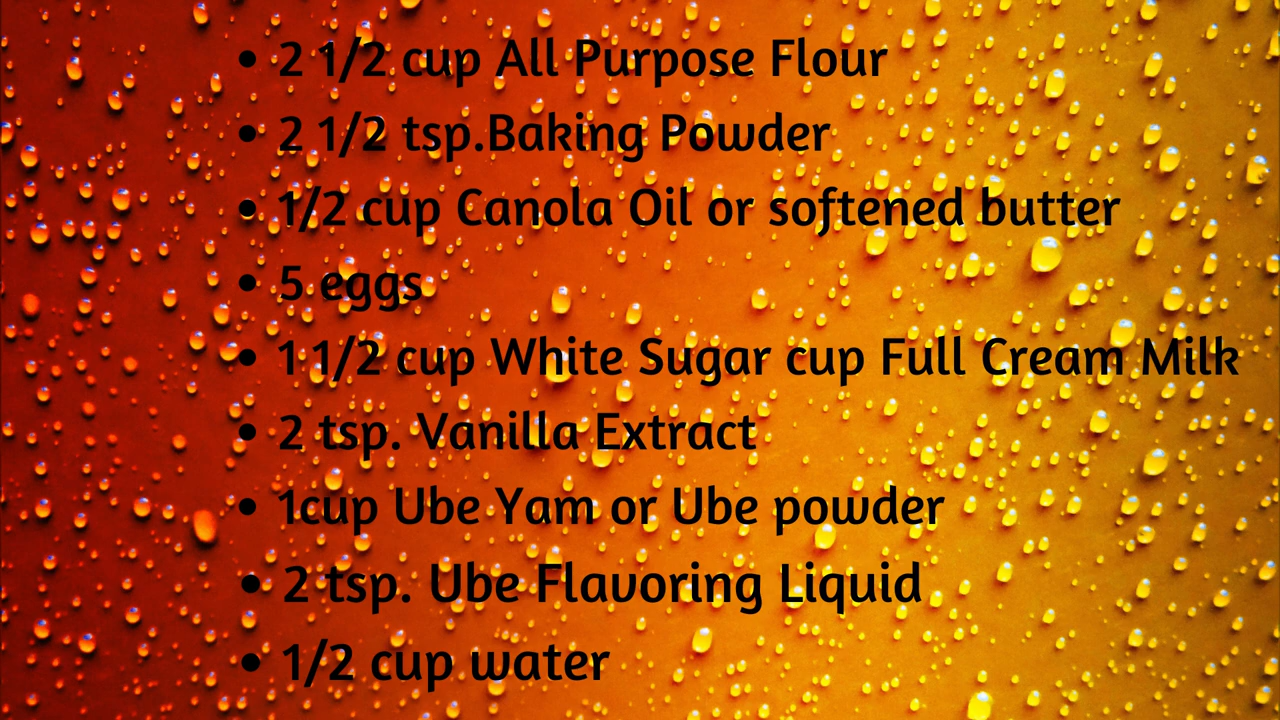 • 2 1/2 cup All Purpose Flour
• 2 1/2 tsp.Baking Powder
• 1/2 cup Canola Oil or softened butter
• 5 eggs
• 1 1/2 cup White Sugar cup Full Cream Milk
• 2 tsp. Vanilla Extract
• 1cup Ube Yam or Ube powder
• 2 tsp. Ube Flavoring Liquid
• 1/2 cup water